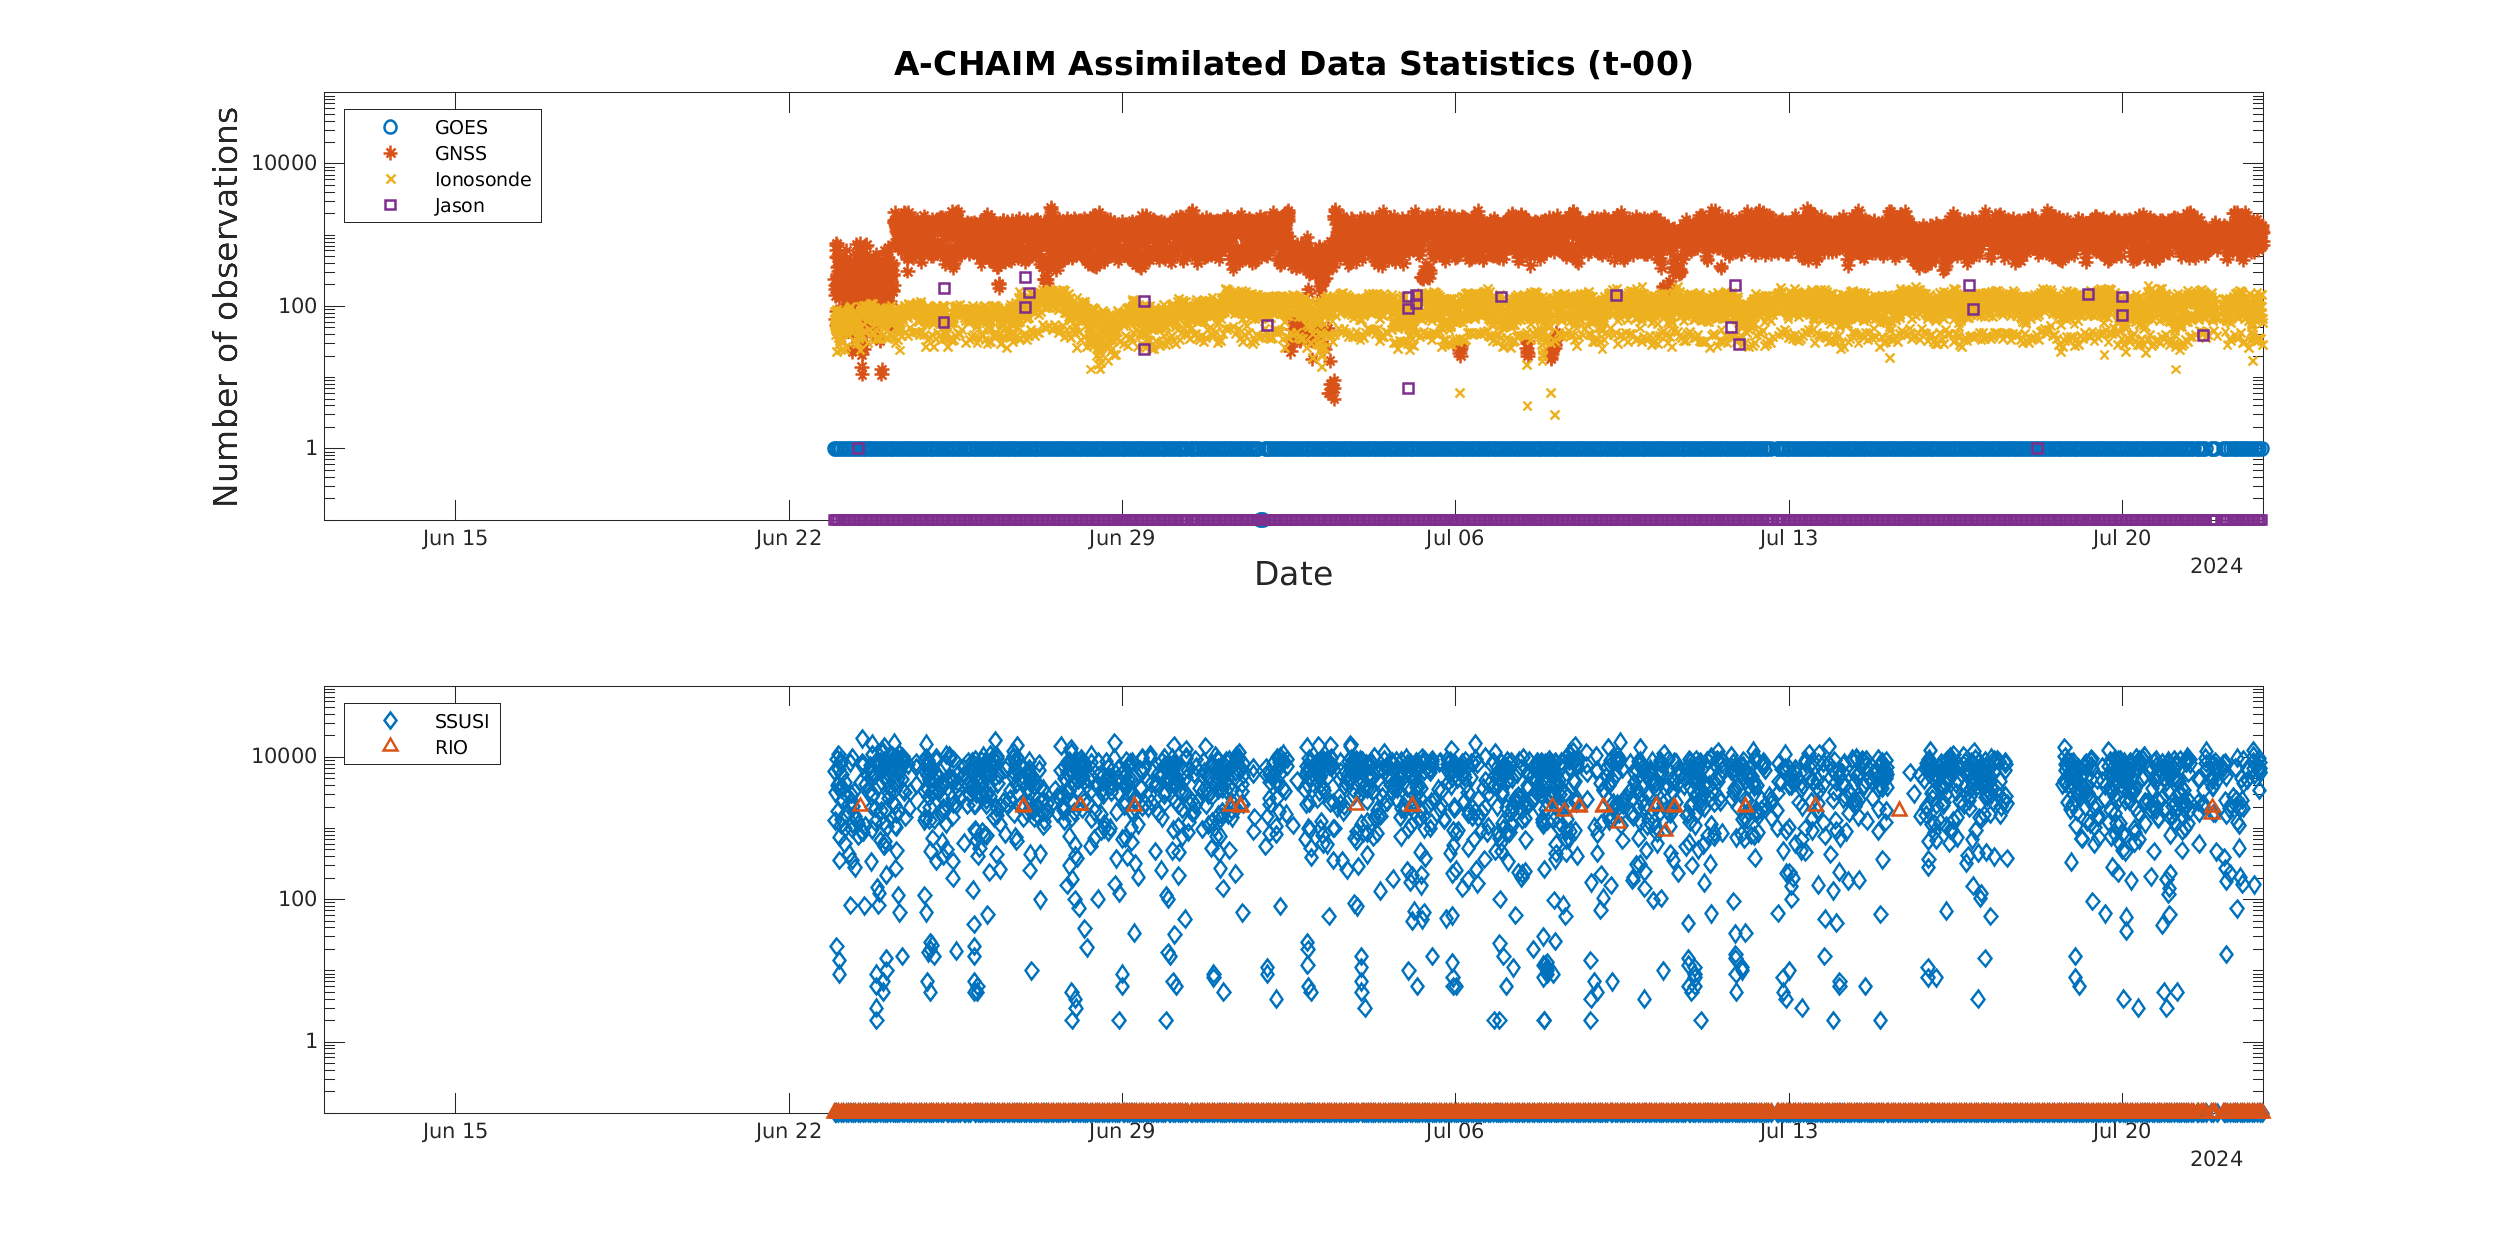 A-CHAIM Assimilated Data Statistics (t-00)
Number of observations
10000
100
1
GOES
GNSS
Ionosonde
Jason
Jun 15
Jun 22
Jun 29
Jul 06
Jul 13
Jul 20
2024
Date
10000
100
1
SSUSI
RIO
Jun 15
Jun 22
Jun 29
Jul 06
Jul 13
Jul 20
2024